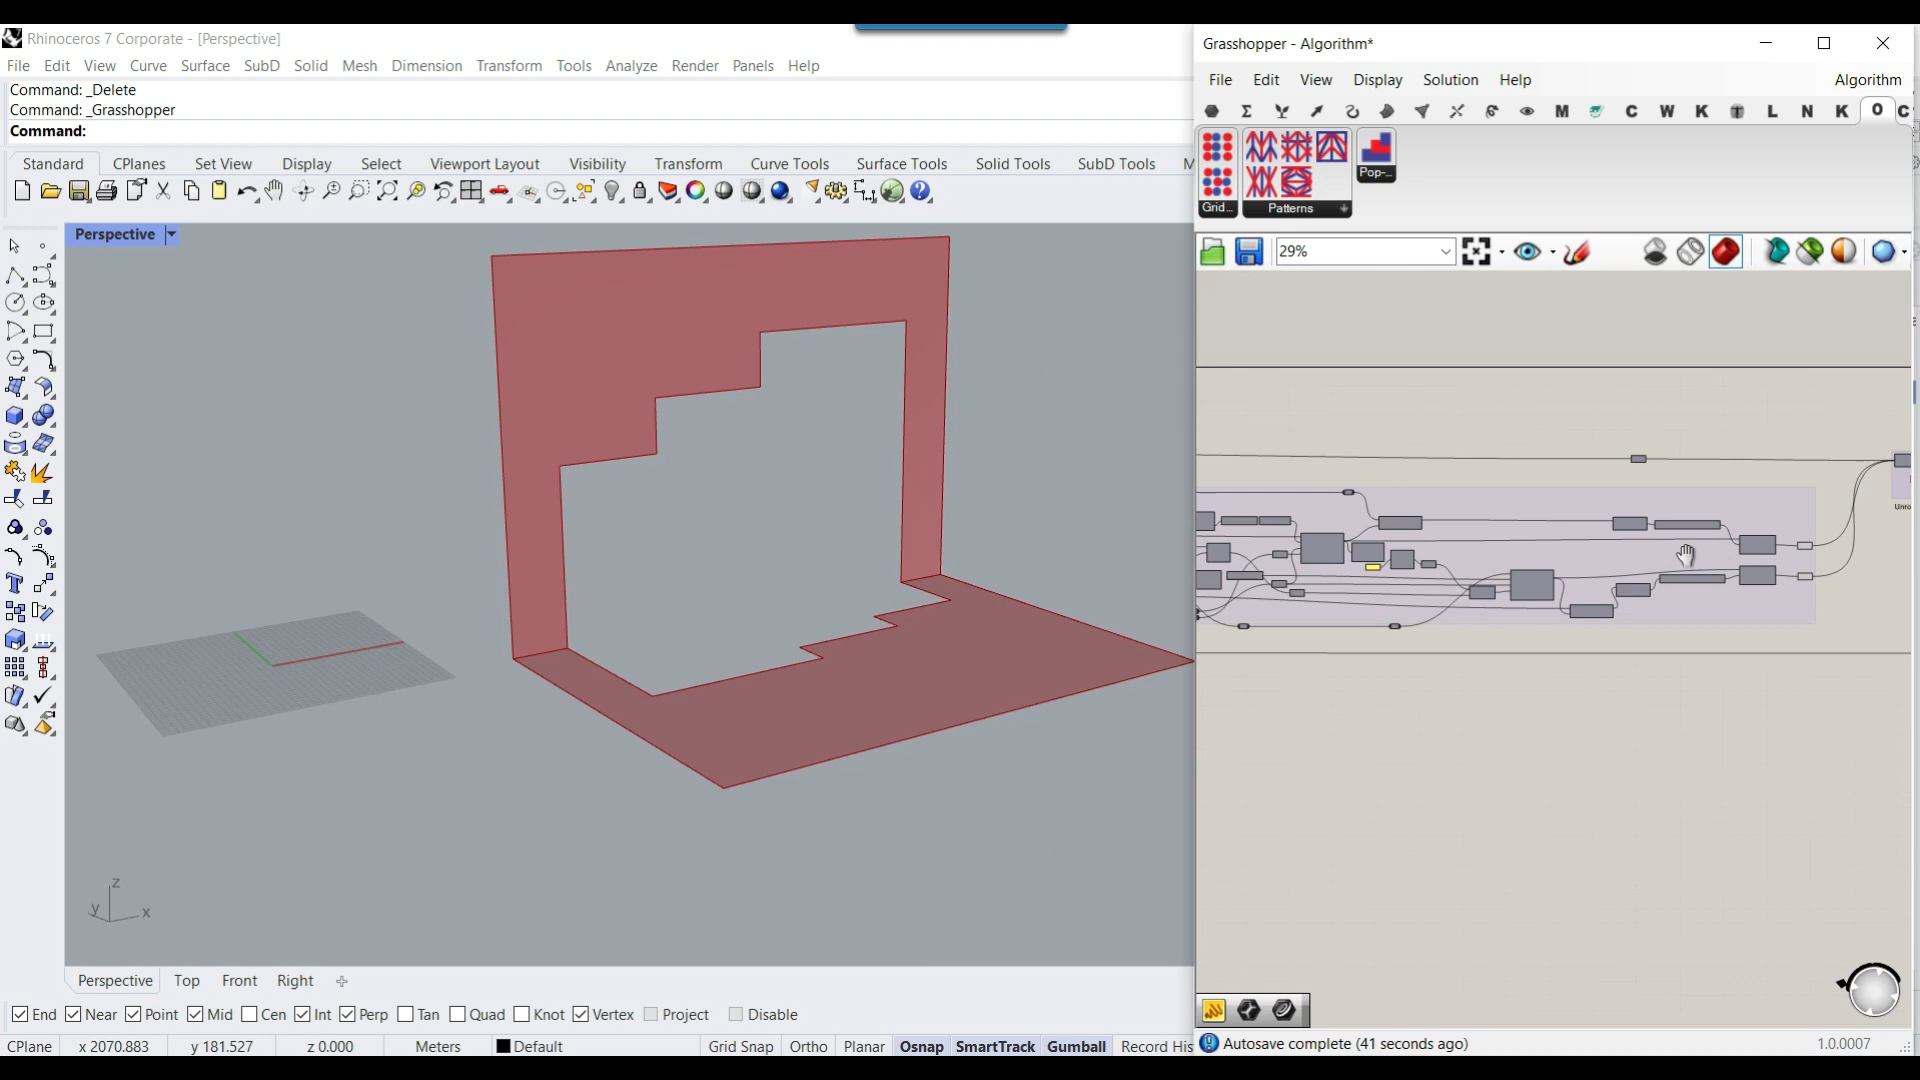 Rhinoceros 7 Corporate - [Perspective]
File Edit View Curve Surface SubD Solid Mesh Dimension Transform Tools Analyze Render Panels Help
Command: _Delete
Command: _Grasshopper
Command:
Standard CPlanes Set View Display Select Viewport Layout Visibility Transform Curve Tools Surface Tools Solid Tools SubD Tools M
Perspective
z
y
x
Perspective Top Front Right
End Near Point Mid Cen Int Perp Tan Quad Knot Vertex Project Disable
CPlane x 2070.883 y 181.527 z 0.000 Meters Default Grid Snap Ortho Planar Osnap SmartTrack Gumball Record His
Grasshopper - Algorithm*
File Edit View Display Solution Help Algorithm
M C W K T L N K O C
Grid... Patterns Pop-...
29%
Unro
Autosave complete (41 seconds ago) 1.0.0007